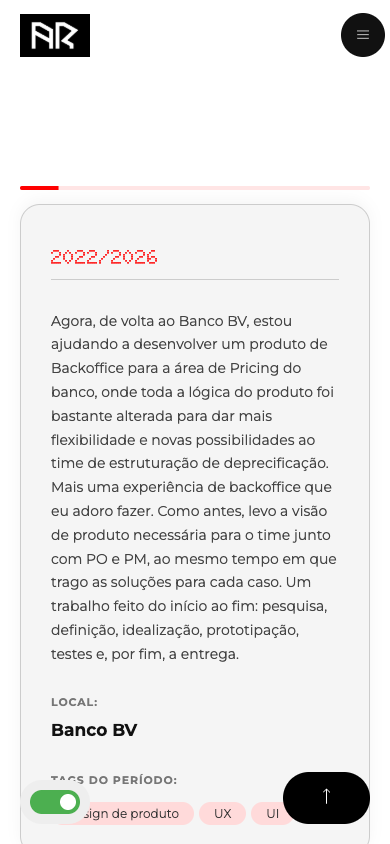 AR
2022/2026
Agora, de volta ao Banco BV, estou
ajudando a desenvolver um produto de
Backoffice para a área de Pricing do
banco, onde toda a lógica do produto foi
bastante alterada para dar mais
flexibilidade e novas possibilidades ao
time de estruturação de deprecificação.
Mais uma experiência de backoffice que
eu adoro fazer. Como antes, levo a visão
de produto necessária para o time junto
com PO e PM, ao mesmo tempo em que
trago as soluções para cada caso. Um
trabalho feito do início ao fim: pesquisa,
definição, idealização, prototipação,
testes e, por fim, a entrega.
LOCAL:
Banco BV
TAGS DO PERÍODO:
sign de produto UX UI